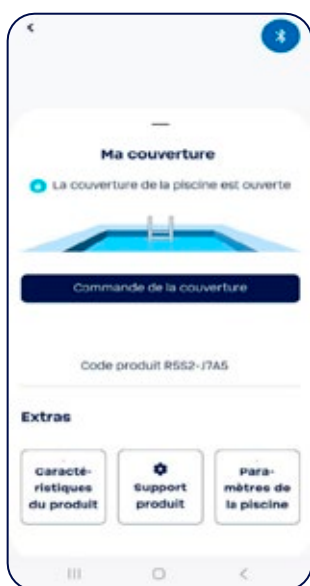 Ma couverture
La couverture de la piscine est ouverte
Commande de la couverture
Code produit R5S2-J7A5
Extras
Caracté-
ristiques
du produit
Support
produit
Para-
mètres de
la piscine